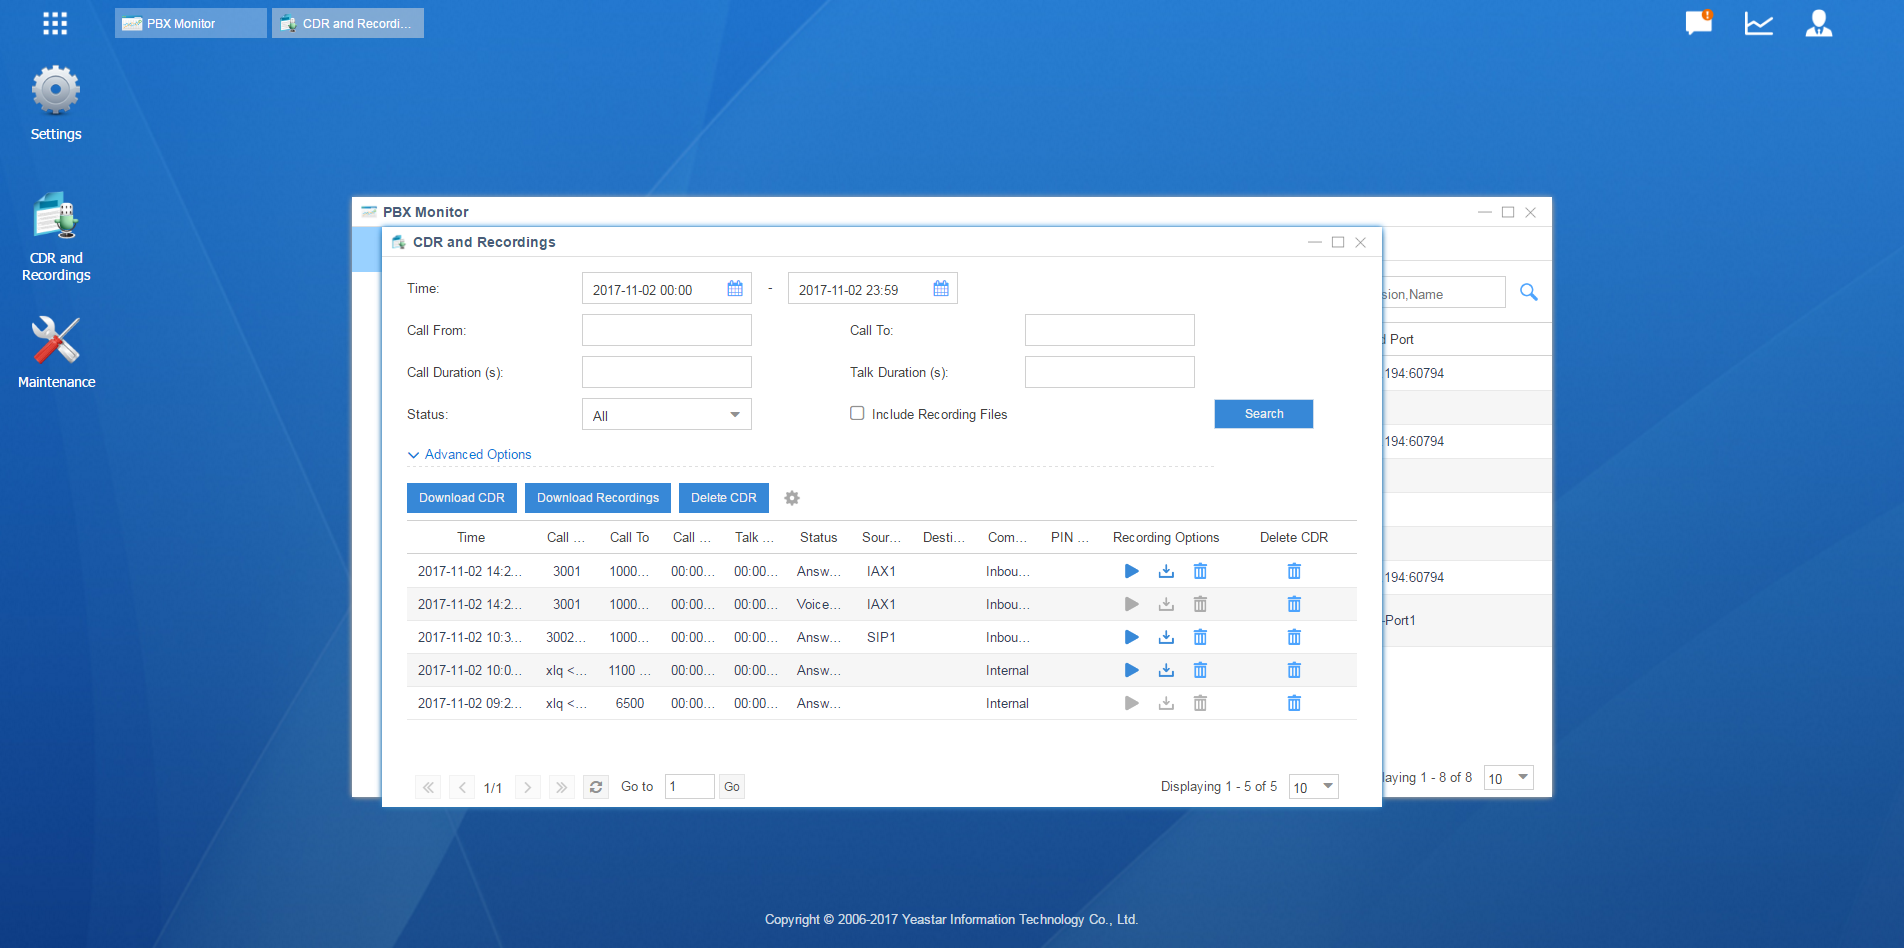 PBX Monitor
CDR and Recordi...
Settings
CDR and
Recordings
Maintenance
PBX Monitor
CDR and Recordings
Time:
2017-11-02 00:00
-
2017-11-02 23:59
sion,Name
Call From:
Call To:
d Port
Call Duration (s):
Talk Duration (s):
194:60794
Status:
All
Include Recording Files
Search
194:60794
Advanced Options
Download CDR
Download Recordings
Delete CDR
Time Call ... Call To Call ... Talk ... Status Sour... Desti... Com... PIN ... Recording Options Delete CDR
2017-11-02 14:2... 3001 1000... 00:00... 00:00... Answ... IAX1 Inbou...
194:60794
2017-11-02 14:2... 3001 1000... 00:00... 00:00... Voice... IAX1 Inbou...
-Port1
2017-11-02 10:3... 3002... 1000... 00:00... 00:00... Answ... SIP1 Inbou...
2017-11-02 10:0... xlq <... 1100 ... 00:00... 00:00... Answ... Internal
2017-11-02 09:2... xlq <... 6500 00:00... 00:00... Answ... Internal
1/1
Go to
1
Go
Displaying 1 - 5 of 5
10
laying 1 - 8 of 8
10
Copyright © 2006-2017 Yeastar Information Technology Co., Ltd.